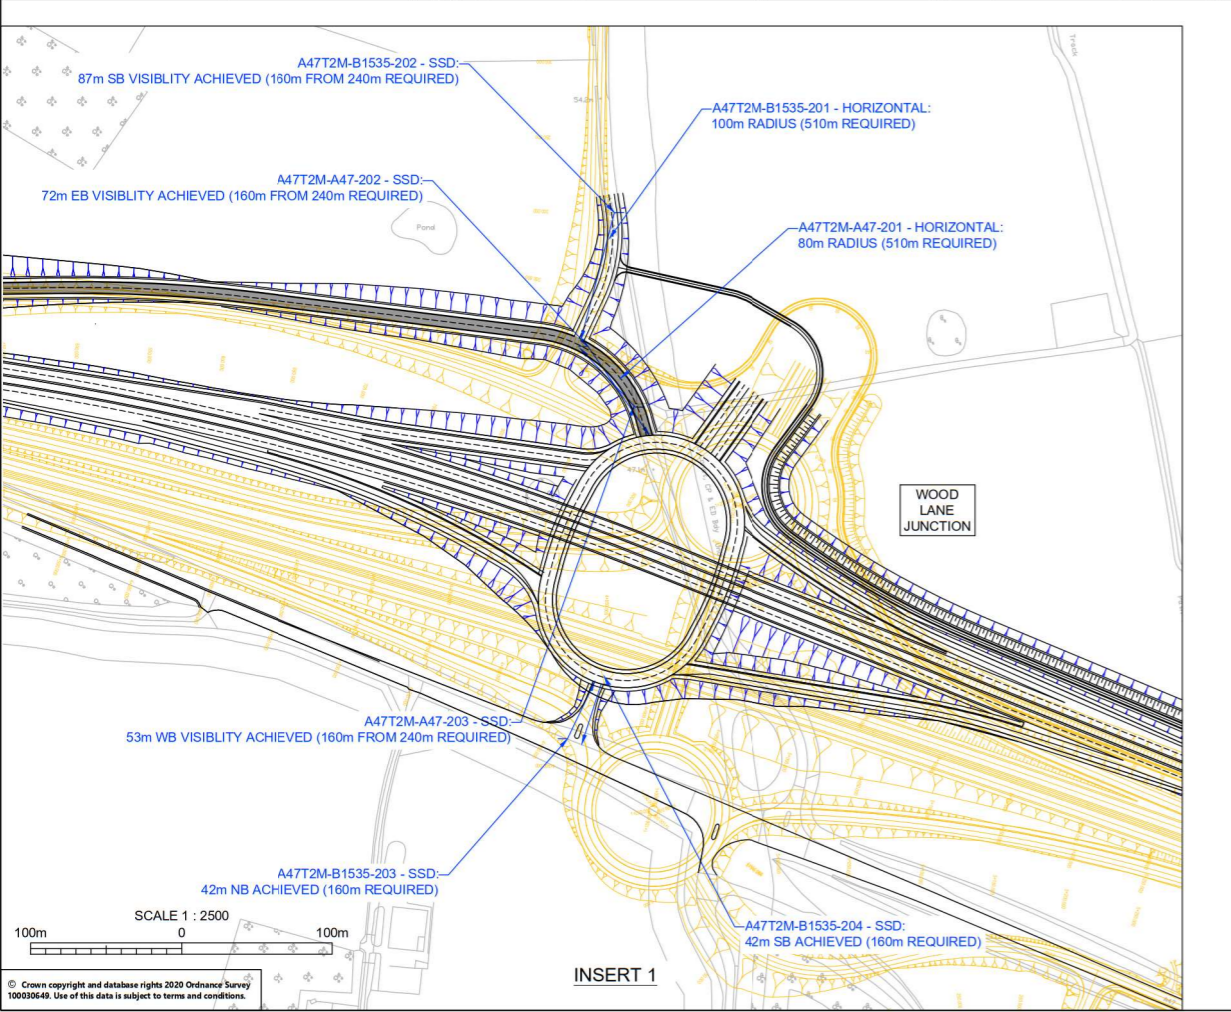 Track
A47T2M-B1535-202 - SSD:
87m SB VISIBLITY ACHIEVED (160m FROM 240m REQUIRED)
A47T2M-B1535-201 - HORIZONTAL:
100m RADIUS (510m REQUIRED)
A47T2M-A47-202 - SSD:
72m EB VISIBLITY ACHIEVED (160m FROM 240m REQUIRED)
Pond
A47T2M-A47-201 - HORIZONTAL:
80m RADIUS (510m REQUIRED)
WOOD
LANE
JUNCTION
A47T2M-A47-203 - SSD:
53m WB VISIBLITY ACHIEVED (160m FROM 240m REQUIRED)
A47T2M-B1535-203 - SSD:
42m NB ACHIEVED (160m REQUIRED)
A47T2M-B1535-204 - SSD:
42m SB ACHIEVED (160m REQUIRED)
SCALE 1 : 2500
100m 0 100m
INSERT 1
© Crown copyright and database rights 2020 Ordnance Survey
100030649. Use of this data is subject to terms and conditions.